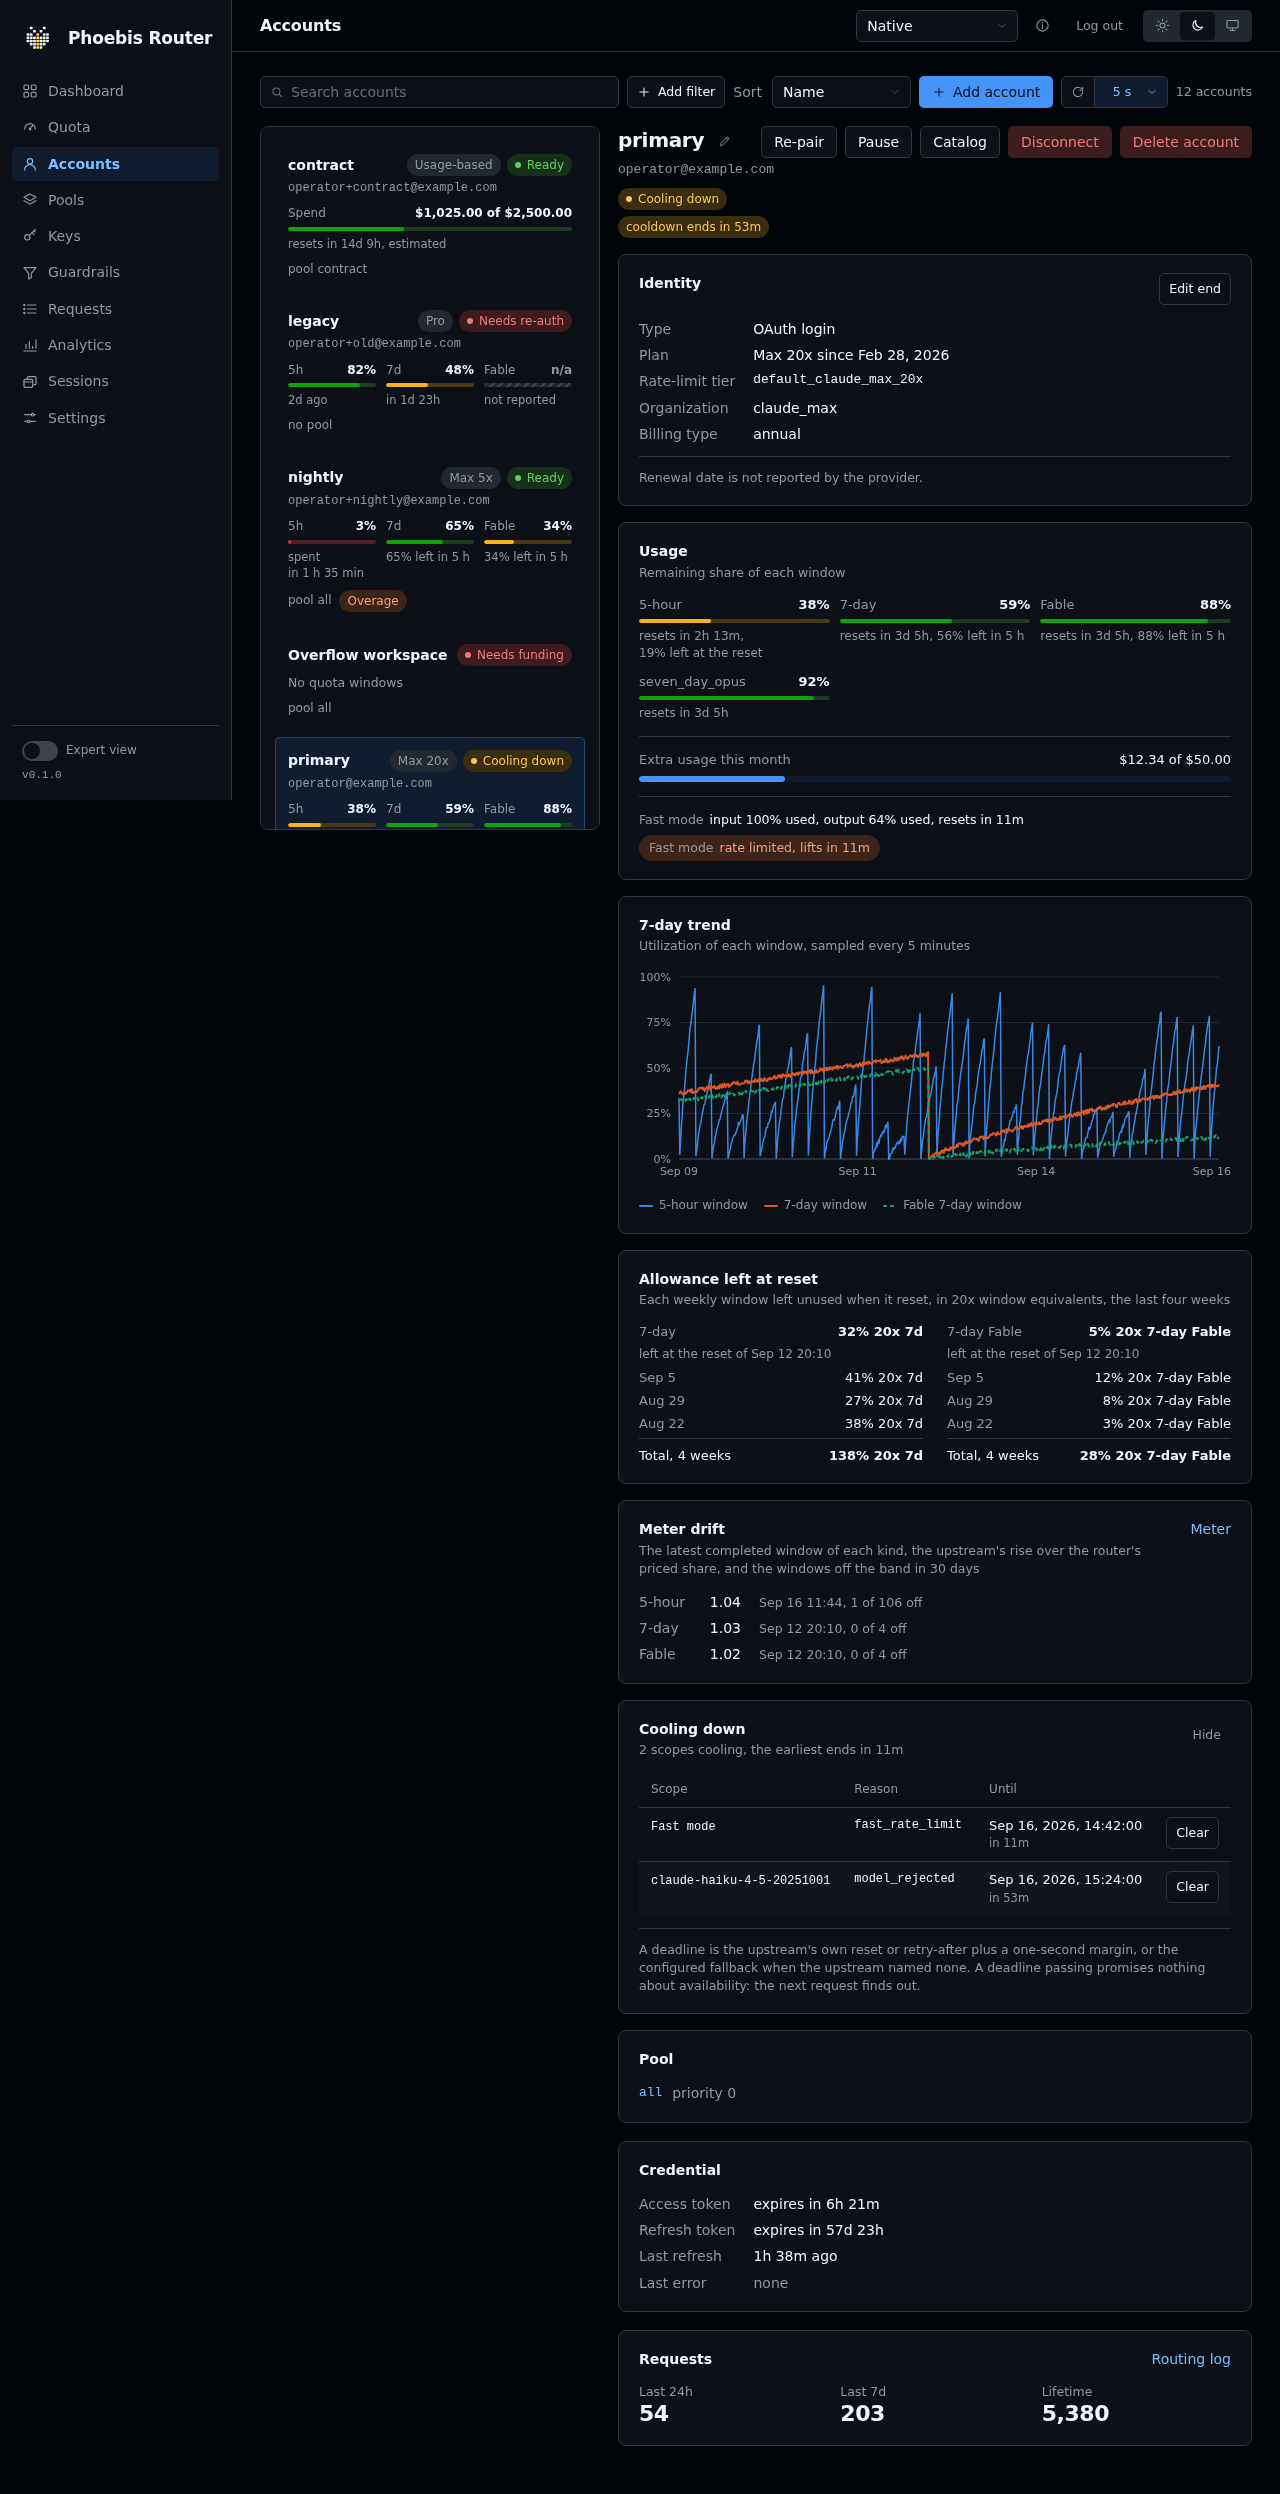 Phoebis Router
Dashboard
Quota
Accounts
Pools
Keys
Guardrails
Requests
Analytics
Sessions
Settings
Expert view
v0.1.0
Accounts
Native
Log out
Search accounts
Add filter
Sort
Name
Add account
5 s
12 accounts
contract Usage-based Ready
operator+contract@example.com
Spend $1,025.00 of $2,500.00
resets in 14d 9h, estimated
pool contract
legacy Pro Needs re-auth
operator+old@example.com
5h 82% 7d 48% Fable n/a
2d ago in 1d 23h not reported
no pool
nightly Max 5x Ready
operator+nightly@example.com
5h 3% 7d 65% Fable 34%
spent 65% left in 5 h 34% left in 5 h
in 1 h 35 min
pool all Overage
Overflow workspace Needs funding
No quota windows
pool all
primary Max 20x Cooling down
operator@example.com
5h 38% 7d 59% Fable 88%
primary Re-pair Pause Catalog Disconnect Delete account
operator@example.com
Cooling down
cooldown ends in 53m
Identity Edit end
Type OAuth login
Plan Max 20x since Feb 28, 2026
Rate-limit tier default_claude_max_20x
Organization claude_max
Billing type annual
Renewal date is not reported by the provider.
Usage
Remaining share of each window
5-hour 38% 7-day 59% Fable 88%
resets in 2h 13m, resets in 3d 5h, 56% left in 5 h resets in 3d 5h, 88% left in 5 h
19% left at the reset
seven_day_opus 92%
resets in 3d 5h
Extra usage this month $12.34 of $50.00
Fast mode input 100% used, output 64% used, resets in 11m
Fast mode rate limited, lifts in 11m
7-day trend
Utilization of each window, sampled every 5 minutes
100%
75%
50%
25%
0%
Sep 09 Sep 11 Sep 14 Sep 16
5-hour window 7-day window Fable 7-day window
Allowance left at reset
Each weekly window left unused when it reset, in 20x window equivalents, the last four weeks
7-day 32% 20x 7d 7-day Fable 5% 20x 7-day Fable
left at the reset of Sep 12 20:10 left at the reset of Sep 12 20:10
Sep 5 41% 20x 7d Sep 5 12% 20x 7-day Fable
Aug 29 27% 20x 7d Aug 29 8% 20x 7-day Fable
Aug 22 38% 20x 7d Aug 22 3% 20x 7-day Fable
Total, 4 weeks 138% 20x 7d Total, 4 weeks 28% 20x 7-day Fable
Meter drift Meter
The latest completed window of each kind, the upstream's rise over the router's
priced share, and the windows off the band in 30 days
5-hour 1.04 Sep 16 11:44, 1 of 106 off
7-day 1.03 Sep 12 20:10, 0 of 4 off
Fable 1.02 Sep 12 20:10, 0 of 4 off
Cooling down Hide
2 scopes cooling, the earliest ends in 11m
Scope Reason Until
Fast mode fast_rate_limit Sep 16, 2026, 14:42:00 Clear
in 11m
claude-haiku-4-5-20251001 model_rejected Sep 16, 2026, 15:24:00 Clear
in 53m
A deadline is the upstream's own reset or retry-after plus a one-second margin, or the
configured fallback when the upstream named none. A deadline passing promises nothing
about availability: the next request finds out.
Pool
all priority 0
Credential
Access token expires in 6h 21m
Refresh token expires in 57d 23h
Last refresh 1h 38m ago
Last error none
Requests Routing log
Last 24h Last 7d Lifetime
54 203 5,380